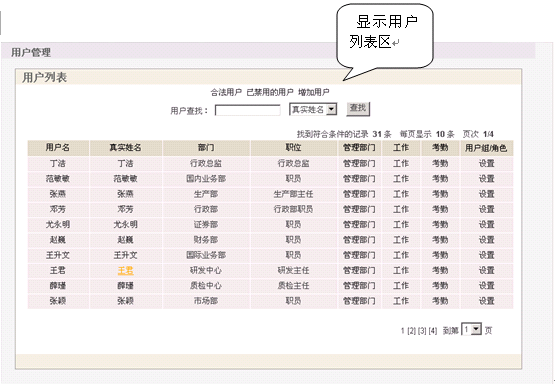 显示用户
列表区
用户管理
用户列表
合法用户 已禁用的用户 增加用户
用户查找： 真实姓名 查找
找到符合条件的记录 31 条 每页显示 10 条 页次 1/4
用户名 真实姓名 部门 职位 管理部门 工作 考勤 用户组/角色
丁洁 丁洁 行政总监 行政总监 管理部门 工作 考勤 设置
范敏敏 范敏敏 国内业务部 职员 管理部门 工作 考勤 设置
张燕 张燕 生产部 生产部主任 管理部门 工作 考勤 设置
邓芳 邓芳 行政部 行政部职员 管理部门 工作 考勤 设置
尤永明 尤永明 证券部 职员 管理部门 工作 考勤 设置
赵巍 赵巍 财务部 职员 管理部门 工作 考勤 设置
王升文 王升文 国际业务部 职员 管理部门 工作 考勤 设置
王君 王君 研发中心 研发主任 管理部门 工作 考勤 设置
薛瑾 薛瑾 质检中心 质检主任 管理部门 工作 考勤 设置
张颖 张颖 市场部 职员 管理部门 工作 考勤 设置
1 [2] [3] [4] 到第 1 页